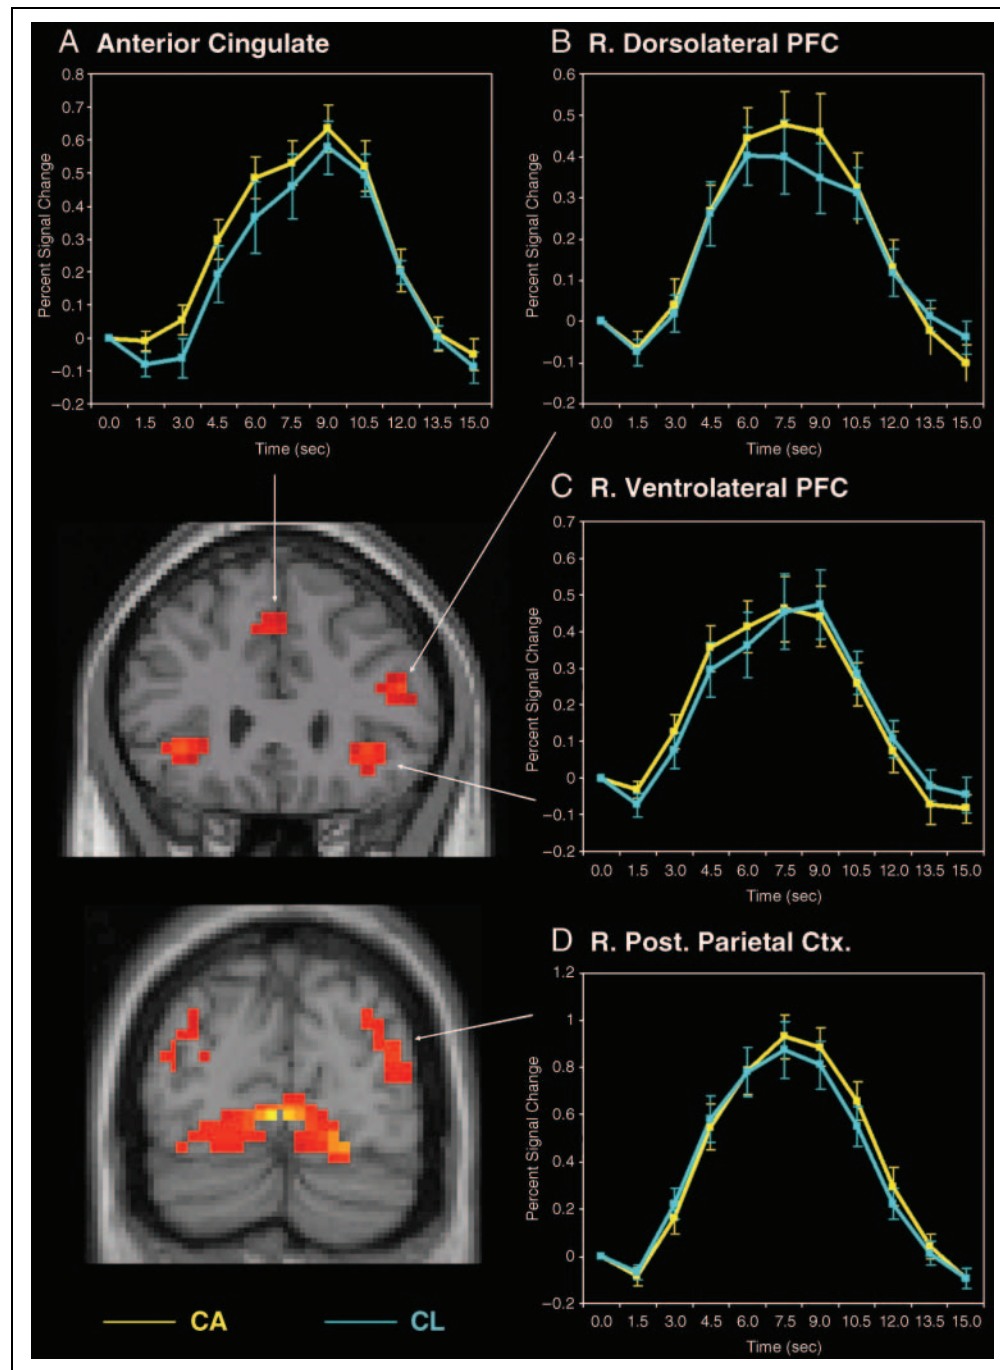 A Anterior Cingulate
Percent Signal Change
0.8
0.7
0.6
0.5
0.4
0.3
0.2
0.1
0
−0.1
−0.2
0.0 1.5 3.0 4.5 6.0 7.5 9.0 10.5 12.0 13.5 15.0
Time (sec)
B R. Dorsolateral PFC
Percent Signal Change
0.6
0.5
0.4
0.3
0.2
0.1
0
−0.1
−0.2
0.0 1.5 3.0 4.5 6.0 7.5 9.0 10.5 12.0 13.5 15.0
Time (sec)
C R. Ventrolateral PFC
Percent Signal Change
0.7
0.6
0.5
0.4
0.3
0.2
0.1
0
−0.1
−0.2
0.0 1.5 3.0 4.5 6.0 7.5 9.0 10.5 12.0 13.5 15.0
Time (sec)
D R. Post. Parietal Ctx.
Percent Signal Change
1.2
1
0.8
0.6
0.4
0.2
0
−0.2
0.0 1.5 3.0 4.5 6.0 7.5 9.0 10.5 12.0 13.5 15.0
Time (sec)
CA CL